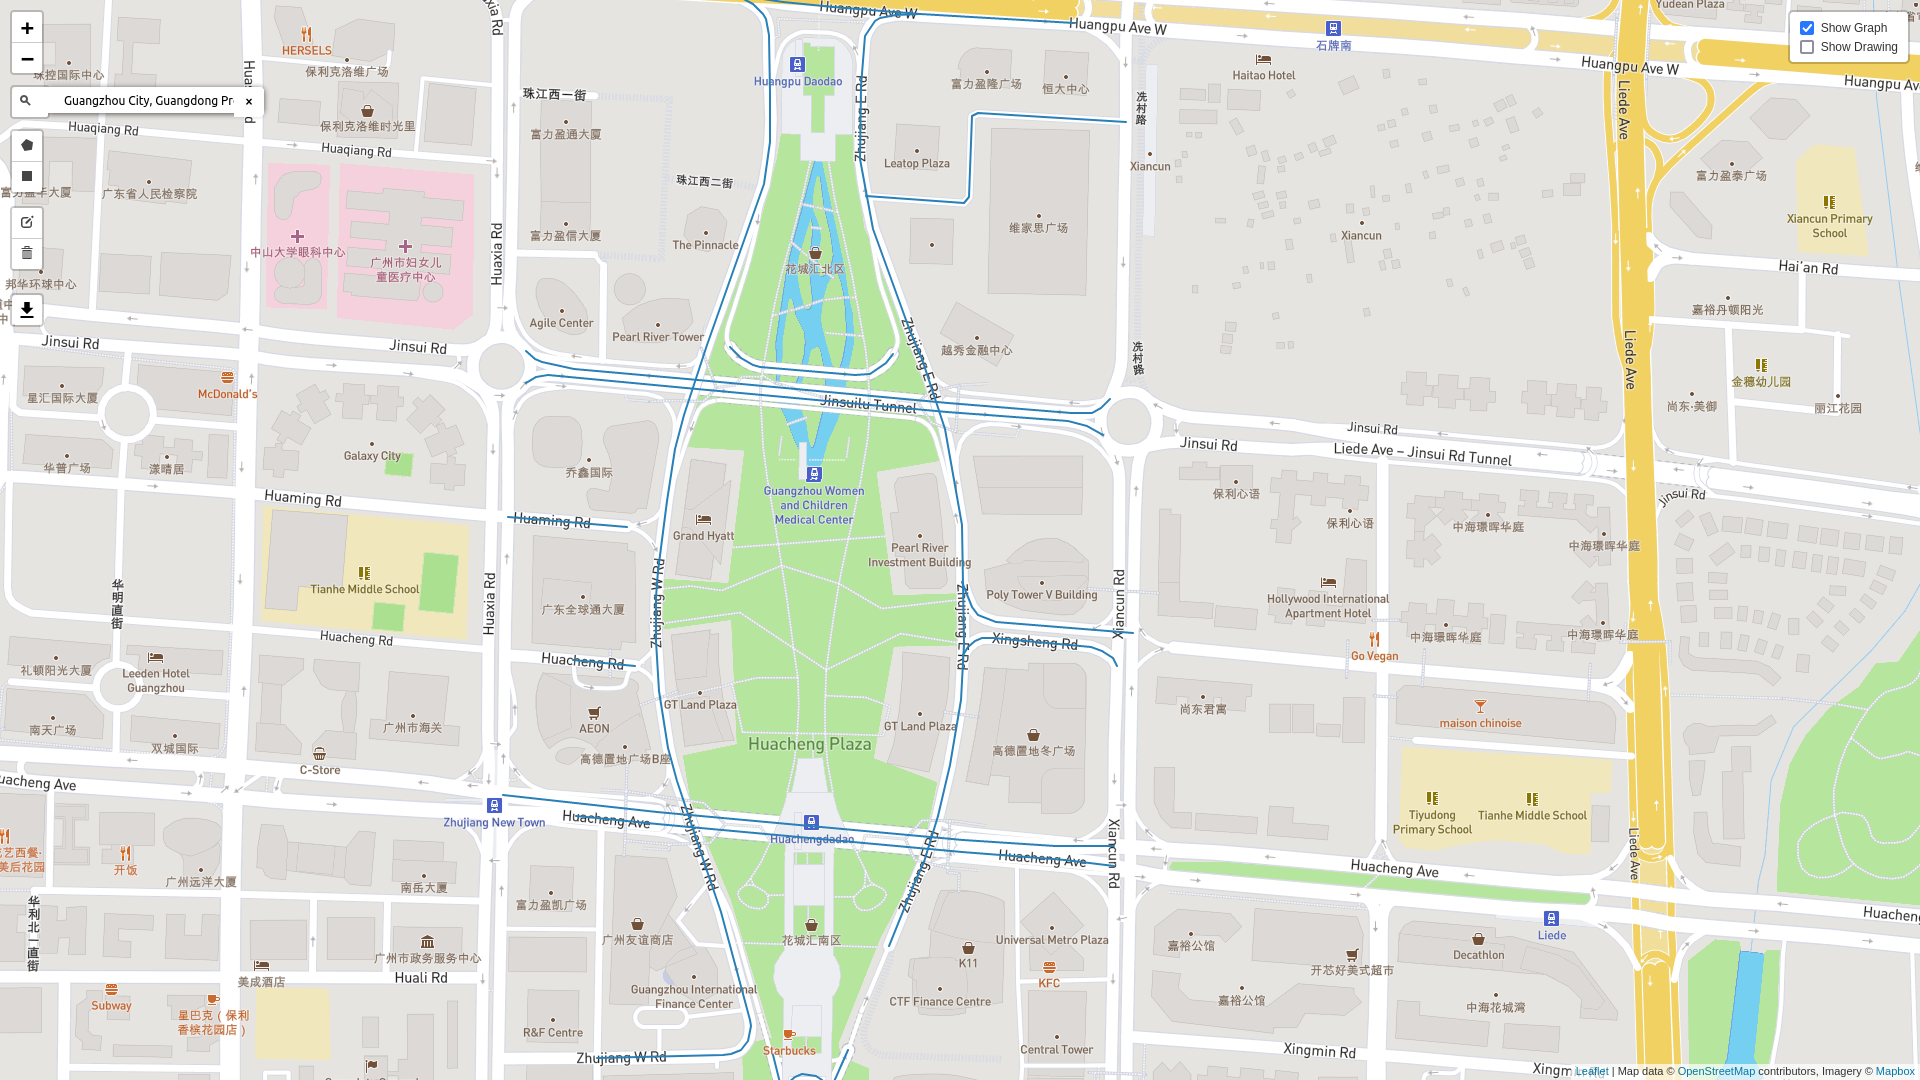 Huangpu Ave W
Huangpu Ave W
Yudean Plaza
Show Graph
Show Drawing
+
−
HERSELS
保利克洛维广场
珠控国际中心
Guangzhou City, Guangdong Pr
×
Huaxia Rd
石牌南
Haitao Hotel
Huangpu Ave W
Huangpu Ave
Huangpu Daodao
富力盈隆广场
恒大中心
珠江西一街
冼村路
Liede Ave
保利克洛维时光里
Huaqiang Rd
Huaqiang Rd
富力盈通大厦
Zhujiang E Rd
Leatop Plaza
Xiancun
富力盈泰广场
广东省人民检察院
珠江西二街
Xiancun Primary
School
中山大学眼科中心
广州市妇女儿
童医疗中心
Huaxia Rd
富力盈信大厦
The Pinnacle
维家思广场
Xiancun
Hai'an Rd
花城汇北区
邦华环球中心
嘉裕丹顿阳光
Agile Center
Pearl River Tower
Zhujiang E Rd
越秀金融中心
冼村路
Liede Ave
Jinsui Rd
Jinsui Rd
McDonald's
星汇国际大厦
金穗幼儿园
尚东·美御
丽江花园
Jinsuilu Tunnel
Jinsui Rd
Jinsui Rd
Liede Ave – Jinsui Rd Tunnel
Galaxy City
华普广场
漾晴居
乔鑫国际
Guangzhou Women
and Children
Medical Center
保利心语
保利心语
Jinsui Rd
Huaming Rd
Huaming Rd
Grand Hyatt
中海璟晖华庭
中海璟晖华庭
Pearl River
Investment Building
Tianhe Middle School
华明直街
Huaxia Rd
广东全球通大厦
Zhujiang W Rd
Zhujiang E Rd
Poly Tower V Building
Xiancun Rd
Hollywood International
Apartment Hotel
中海璟晖华庭
中海璟晖华庭
Huacheng Rd
Huacheng Rd
Xingsheng Rd
Go Vegan
礼顿阳光大厦
Leeden Hotel
Guangzhou
GT Land Plaza
GT Land Plaza
尚东君寓
maison chinoise
南天广场
双城国际
广州市海关
AEON
高德置地广场B座
Huacheng Plaza
高德置地冬广场
C-Store
Huacheng Ave
Zhujiang New Town
Huacheng Ave
Zhujiang W Rd
Huachengdadao
Zhujiang E Rd
Huacheng Ave
Xiancun Rd
Tiyudong
Primary School
Tianhe Middle School
Liede Ave
Huacheng Ave
开饭
广州远洋大厦
南岳大厦
富力盈凯广场
华利北一直街
广州友谊商店
花城汇南区
Universal Metro Plaza
K11
嘉裕公馆
Liede
Huacheng
Decathlon
开芯好美式超市
广州市政务服务中心
Huali Rd
美成酒店
KFC
Subway
星巴克（保利
香槟花园店）
Guangzhou International
Finance Center
CTF Finance Centre
嘉裕公馆
中海花城湾
R&F Centre
Zhujiang W Rd
Starbucks
Central Tower
Xingmin Rd
Leaflet | Map data © OpenStreetMap contributors, Imagery © Mapbox